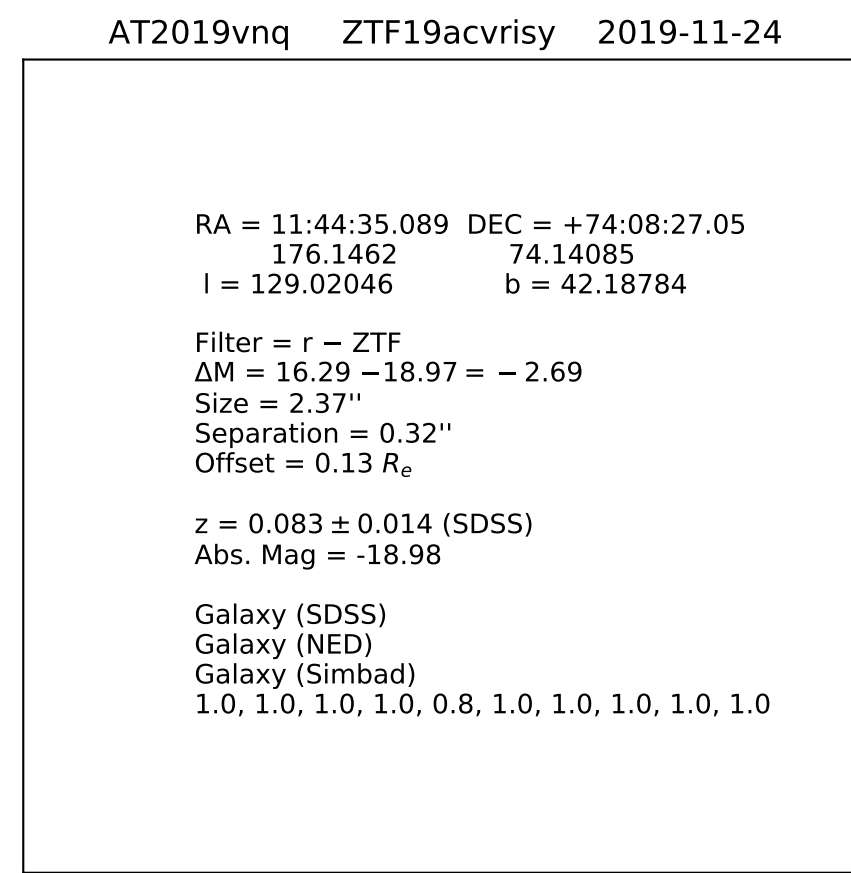 AT2019vnq ZTF19acvrisy 2019-11-24
RA = 11:44:35.089 DEC = +74:08:27.05
176.1462 74.14085
l = 129.02046 b = 42.18784
Filter = r − ZTF
ΔM = 16.29 −18.97 = − 2.69
Size = 2.37''
Separation = 0.32''
Offset = 0.13 Rₑ
z = 0.083 ± 0.014 (SDSS)
Abs. Mag = -18.98
Galaxy (SDSS)
Galaxy (NED)
Galaxy (Simbad)
1.0, 1.0, 1.0, 1.0, 0.8, 1.0, 1.0, 1.0, 1.0, 1.0